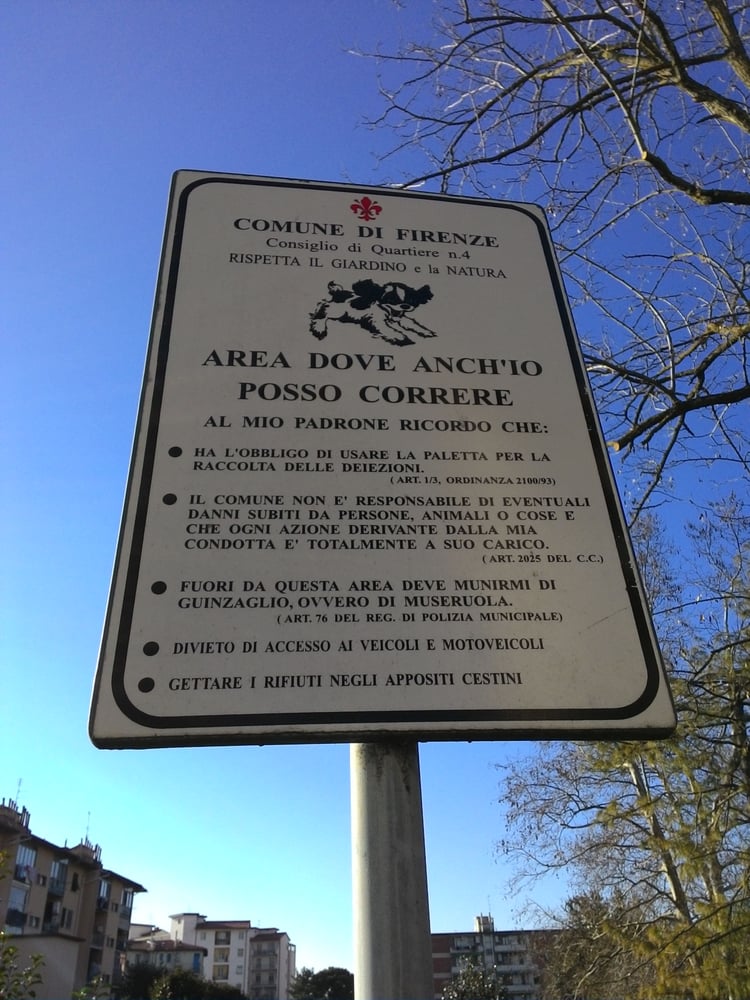 COMUNE DI FIRENZE
Consiglio di Quartiere n.4
RISPETTA IL GIARDINO e la NATURA
AREA DOVE ANCH'IO
POSSO CORRERE
AL MIO PADRONE RICORDO CHE:
● HA L'OBBLIGO DI USARE LA PALETTA PER LA
RACCOLTA DELLE DEIEZIONI.
( ART. 1/3, ORDINANZA 2100/93)
● IL COMUNE NON E' RESPONSABILE DI EVENTUALI
DANNI SUBITI DA PERSONE, ANIMALI O COSE E
CHE OGNI AZIONE DERIVANTE DALLA MIA
CONDOTTA E' TOTALMENTE A SUO CARICO.
( ART. 2025 DEL C.C.)
● FUORI DA QUESTA AREA DEVE MUNIRMI DI
GUINZAGLIO, OVVERO DI MUSERUOLA.
( ART. 76 DEL REG. DI POLIZIA MUNICIPALE)
● DIVIETO DI ACCESSO AI VEICOLI E MOTOVEICOLI
● GETTARE I RIFIUTI NEGLI APPOSITI CESTINI